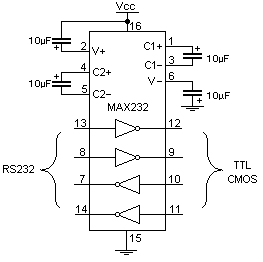 Vcc
16
10µF
2
V+
C1+
1
10µF
C1−
3
4
C2+
V−
6
10µF
5
C2−
10µF
MAX232
13
12
8
9
RS232
TTL
CMOS
7
10
14
11
15